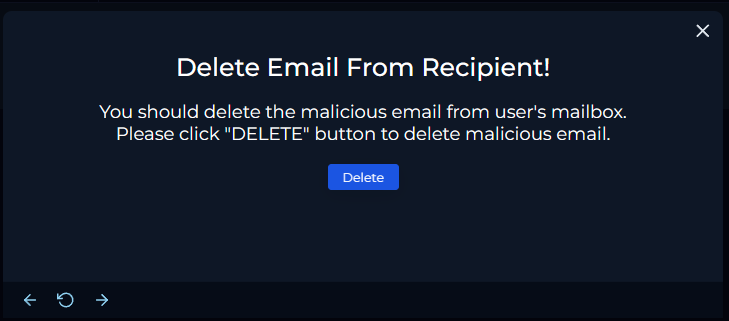 Delete Email From Recipient!
You should delete the malicious email from user's mailbox.
Please click "DELETE" button to delete malicious email.
Delete